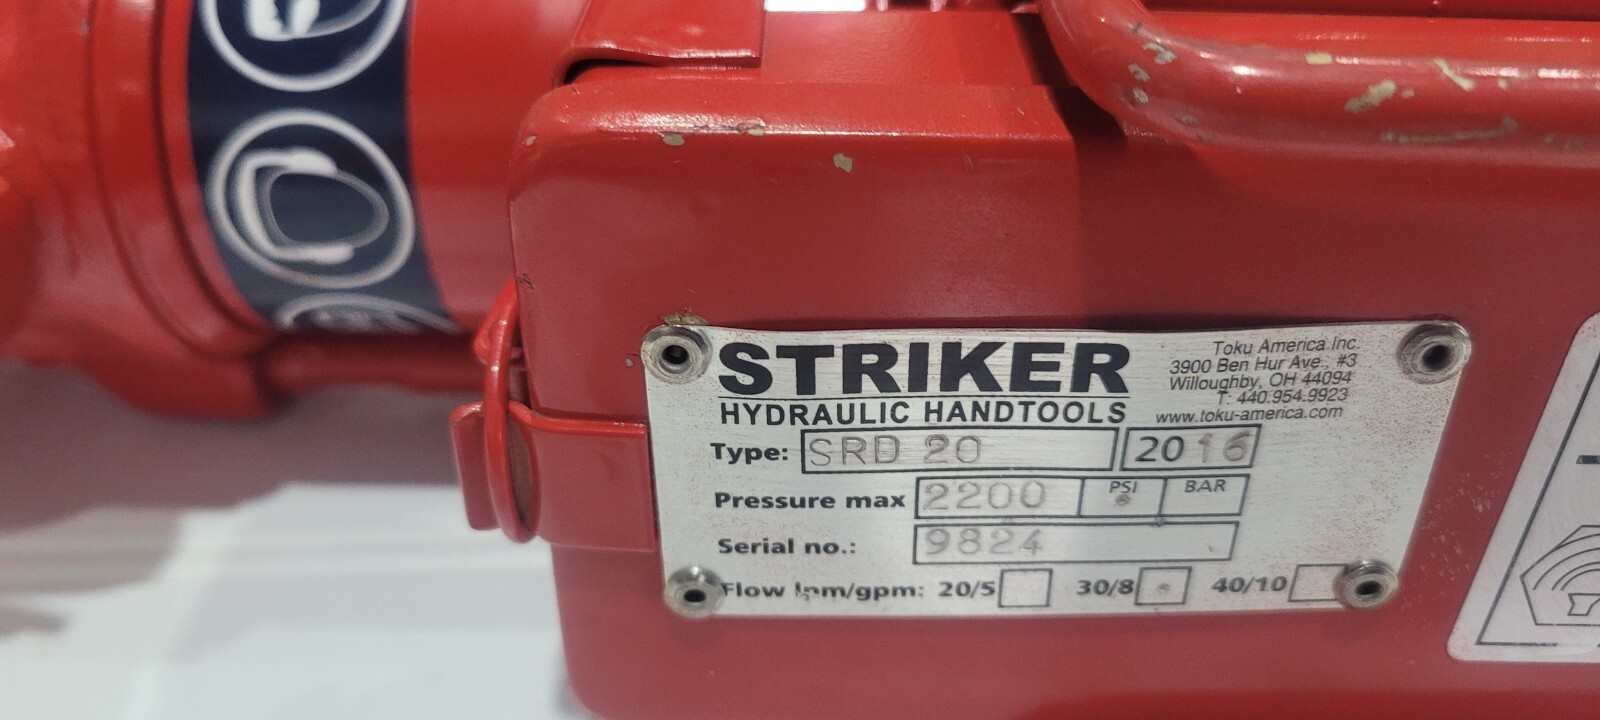 STRIKER
HYDRAULIC HANDTOOLS
Toku America Inc.
3900 Ben Hur Ave., #3
Willoughby, OH 44094
T: 440.954.9923
www.toku-america.com
Type: SRD 20 2016
Pressure max 2200 PSI BAR
Serial no.: 9824
Flow lpm/gpm: 20/5 30/8 40/10